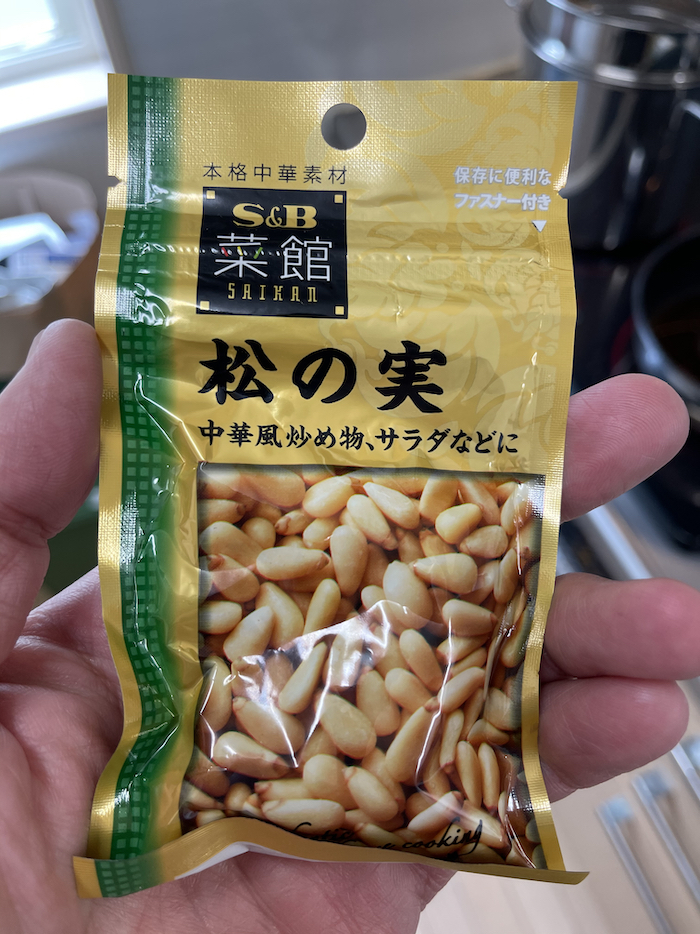 本格中華素材
保存に便利な
ファスナー付き
S&B
菜館
SAIKAN
松の実
中華風炒め物、サラダなどに
cooking